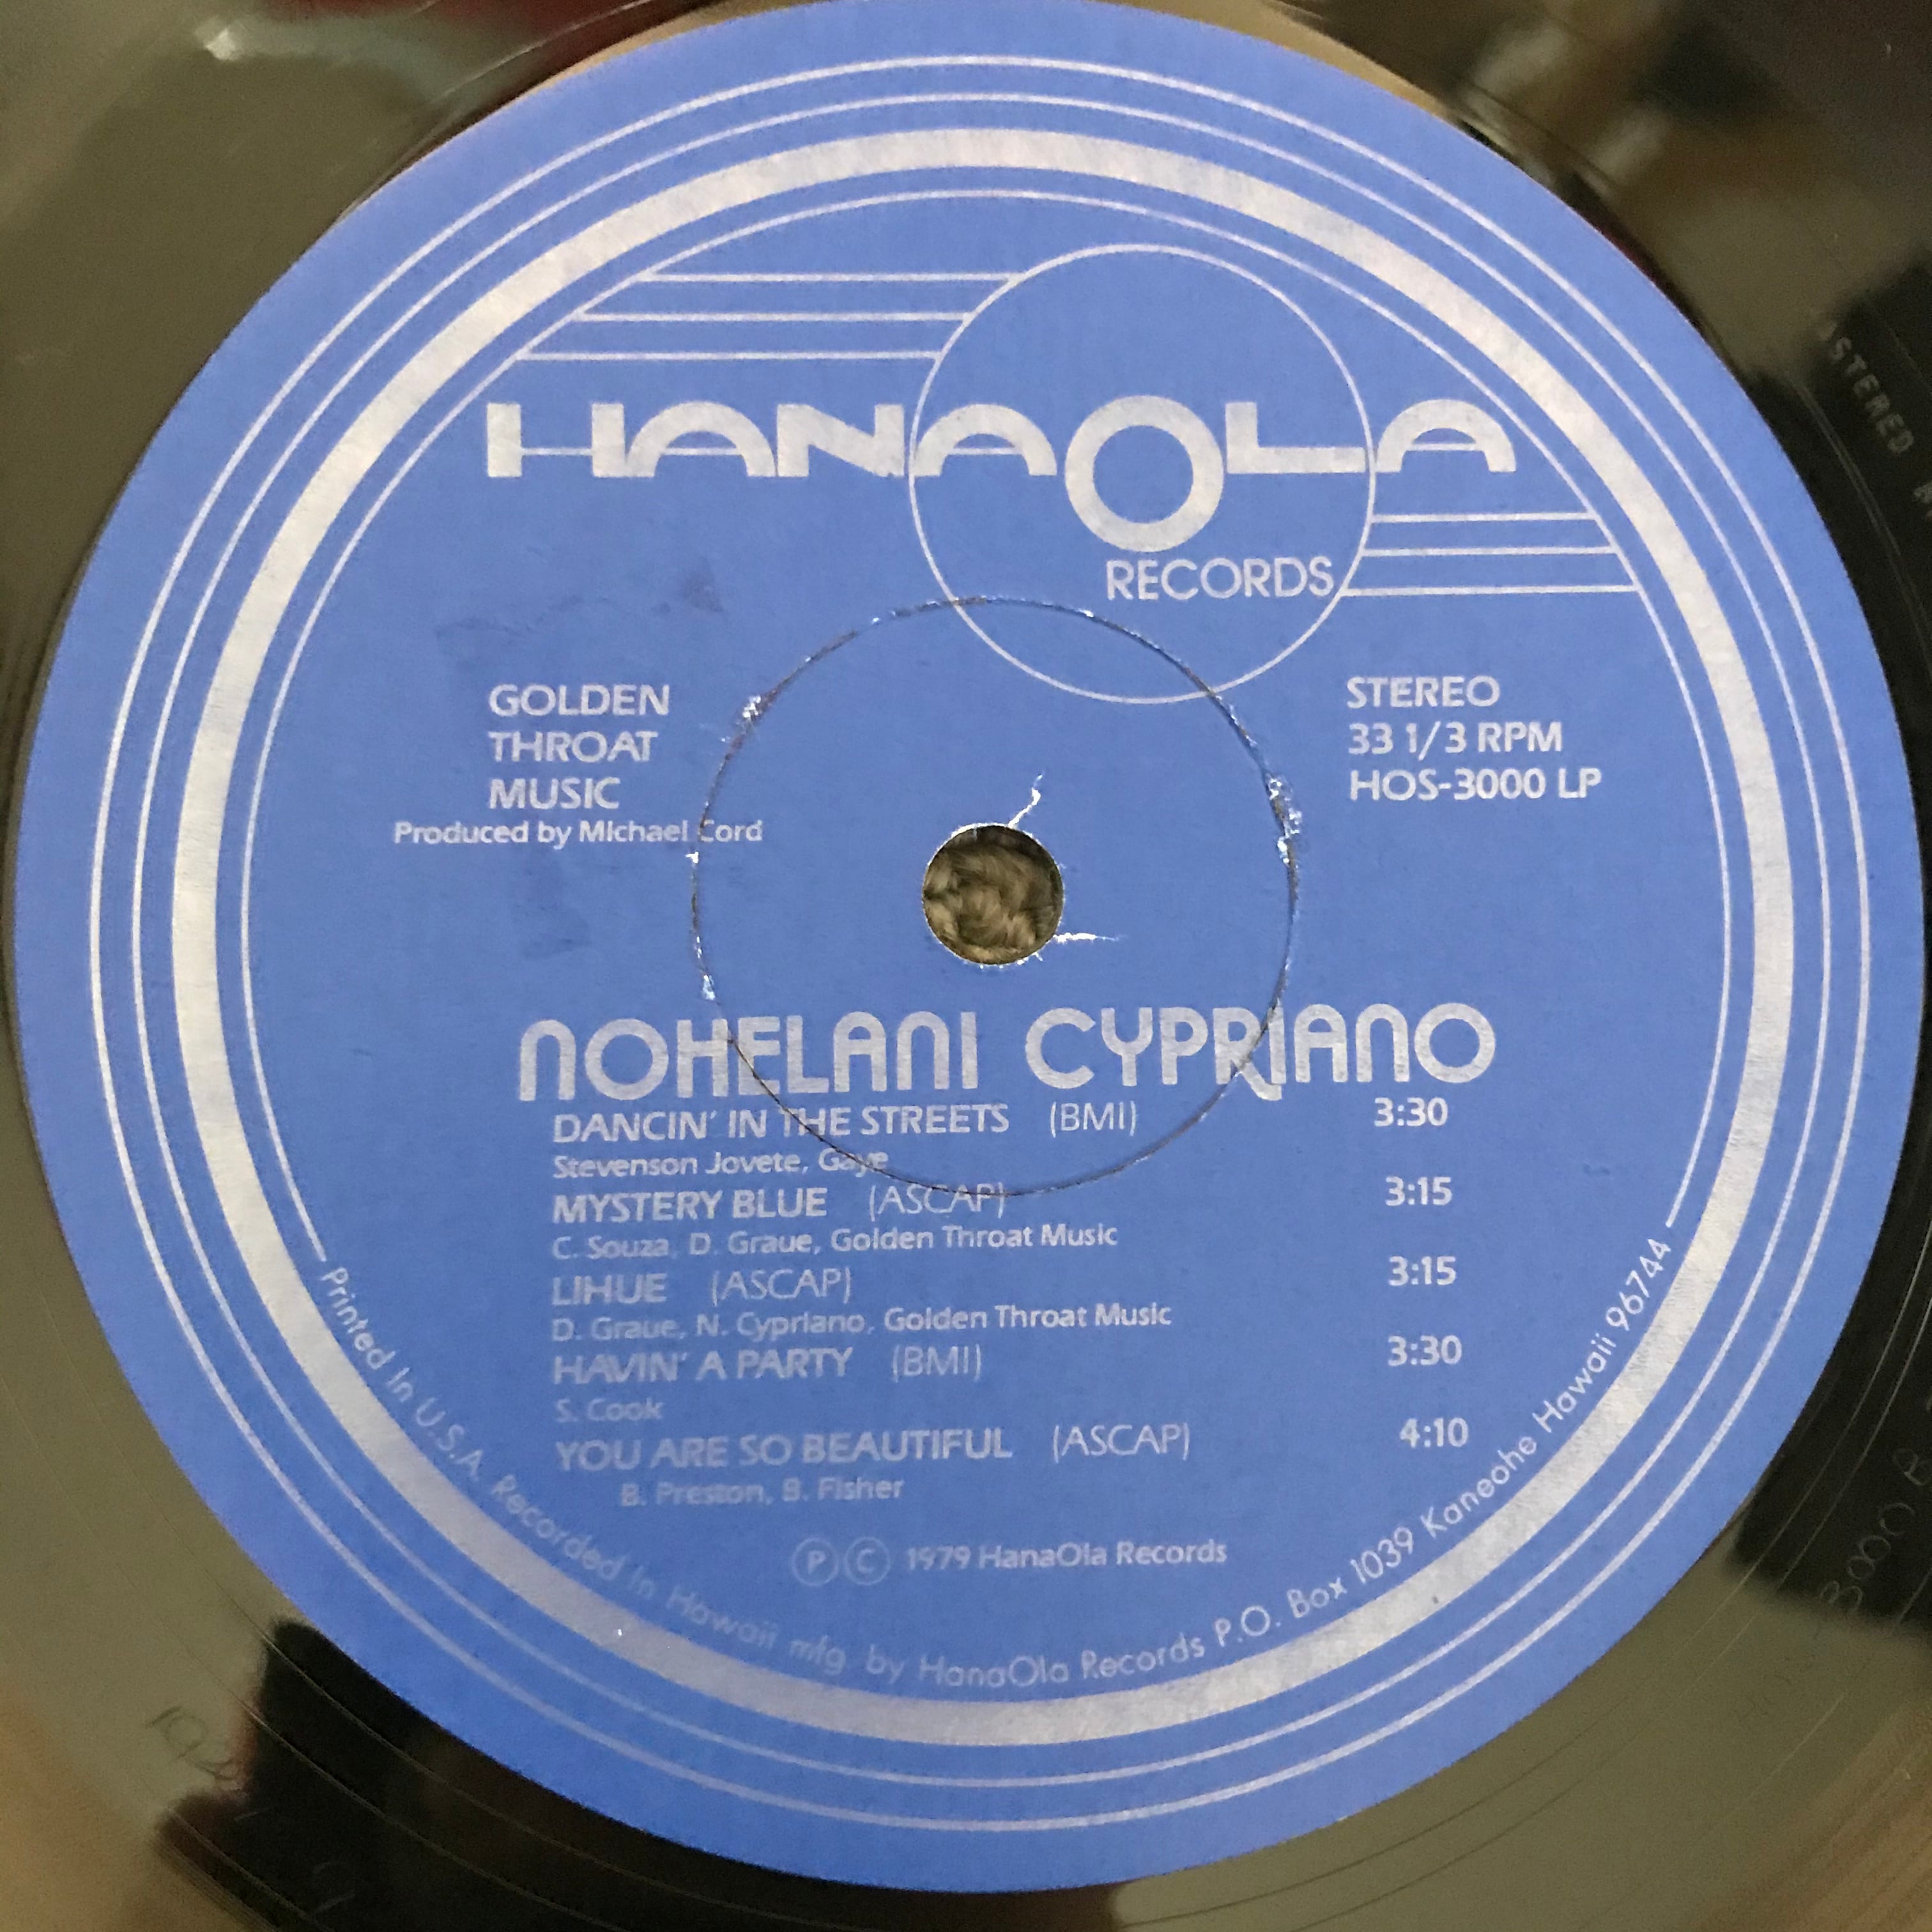 HANAOLA
RECORDS
GOLDEN
THROAT
MUSIC
Produced by Michael Cord
STEREO
33 1/3 RPM
HOS-3000 LP
STEREO
NOHELANI CYPRIANO
DANCIN' IN THE STREETS (BMI) 3:30
Stevenson Jovete, Gaye
MYSTERY BLUE (ASCAP) 3:15
C. Souza, D. Graue, Golden Throat Music
LIHUE (ASCAP) 3:15
D. Graue, N. Cypriano, Golden Throat Music
HAVIN' A PARTY (BMI) 3:30
S. Cook
YOU ARE SO BEAUTIFUL (ASCAP) 4:10
B. Preston, B. Fisher
Ⓟ Ⓒ 1979 HanaOla Records
Printed In U.S.A. Recorded In Hawaii mfg. by HanaOla Records P.O. Box 1039 Kaneohe Hawaii 96744
3000 B